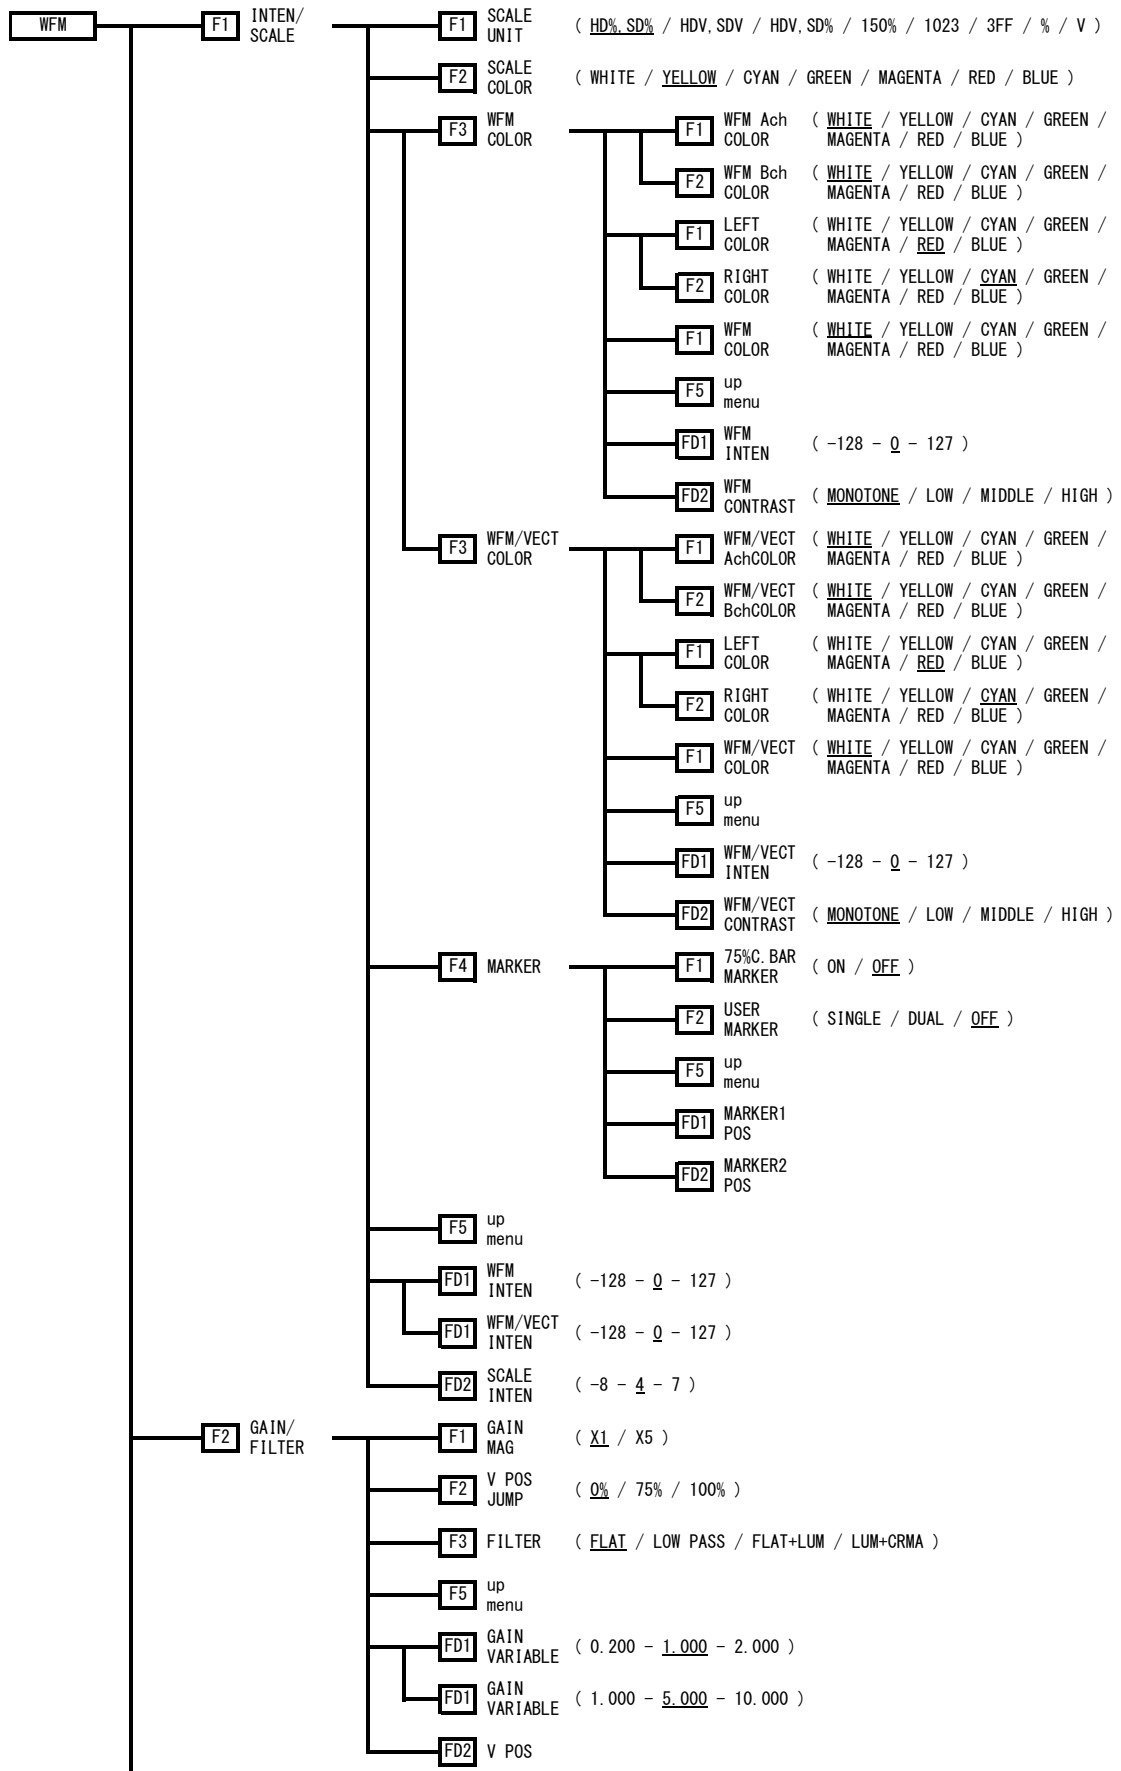 WFM F1 INTEN/ F1 SCALE ( HD%,SD% / HDV,SDV / HDV,SD% / 150% / 1023 / 3FF / % / V )
SCALE UNIT
F2 SCALE ( WHITE / YELLOW / CYAN / GREEN / MAGENTA / RED / BLUE )
COLOR
F3 WFM F1 WFM Ach ( WHITE / YELLOW / CYAN / GREEN /
COLOR COLOR MAGENTA / RED / BLUE )
F2 WFM Bch ( WHITE / YELLOW / CYAN / GREEN /
COLOR MAGENTA / RED / BLUE )
F1 LEFT ( WHITE / YELLOW / CYAN / GREEN /
COLOR MAGENTA / RED / BLUE )
F2 RIGHT ( WHITE / YELLOW / CYAN / GREEN /
COLOR MAGENTA / RED / BLUE )
F1 WFM ( WHITE / YELLOW / CYAN / GREEN /
COLOR MAGENTA / RED / BLUE )
F5 up
menu
FD1 WFM ( -128 - 0 - 127 )
INTEN
FD2 WFM ( MONOTONE / LOW / MIDDLE / HIGH )
CONTRAST
F3 WFM/VECT F1 WFM/VECT ( WHITE / YELLOW / CYAN / GREEN /
COLOR AchCOLOR MAGENTA / RED / BLUE )
F2 WFM/VECT ( WHITE / YELLOW / CYAN / GREEN /
BchCOLOR MAGENTA / RED / BLUE )
F1 LEFT ( WHITE / YELLOW / CYAN / GREEN /
COLOR MAGENTA / RED / BLUE )
F2 RIGHT ( WHITE / YELLOW / CYAN / GREEN /
COLOR MAGENTA / RED / BLUE )
F1 WFM/VECT ( WHITE / YELLOW / CYAN / GREEN /
COLOR MAGENTA / RED / BLUE )
F5 up
menu
FD1 WFM/VECT ( -128 - 0 - 127 )
INTEN
FD2 WFM/VECT ( MONOTONE / LOW / MIDDLE / HIGH )
CONTRAST
F4 MARKER F1 75%C.BAR ( ON / OFF )
MARKER
F2 USER ( SINGLE / DUAL / OFF )
MARKER
F5 up
menu
FD1 MARKER1
POS
FD2 MARKER2
POS
F5 up
menu
FD1 WFM ( -128 - 0 - 127 )
INTEN
FD1 WFM/VECT ( -128 - 0 - 127 )
INTEN
FD2 SCALE ( -8 - 4 - 7 )
INTEN
F2 GAIN/ F1 GAIN ( X1 / X5 )
FILTER MAG
F2 V POS ( 0% / 75% / 100% )
JUMP
F3 FILTER ( FLAT / LOW PASS / FLAT+LUM / LUM+CRMA )
F5 up
menu
FD1 GAIN ( 0.200 - 1.000 - 2.000 )
VARIABLE
FD1 GAIN ( 1.000 - 5.000 - 10.000 )
VARIABLE
FD2 V POS